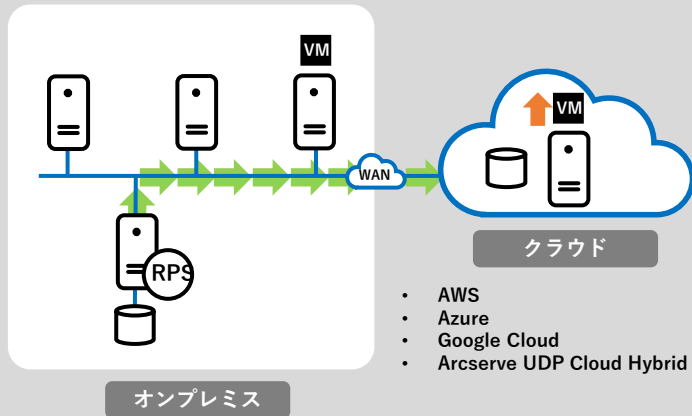 VM
VM
WAN
RPS
クラウド
• AWS
• Azure
• Google Cloud
• Arcserve UDP Cloud Hybrid
オンプレミス